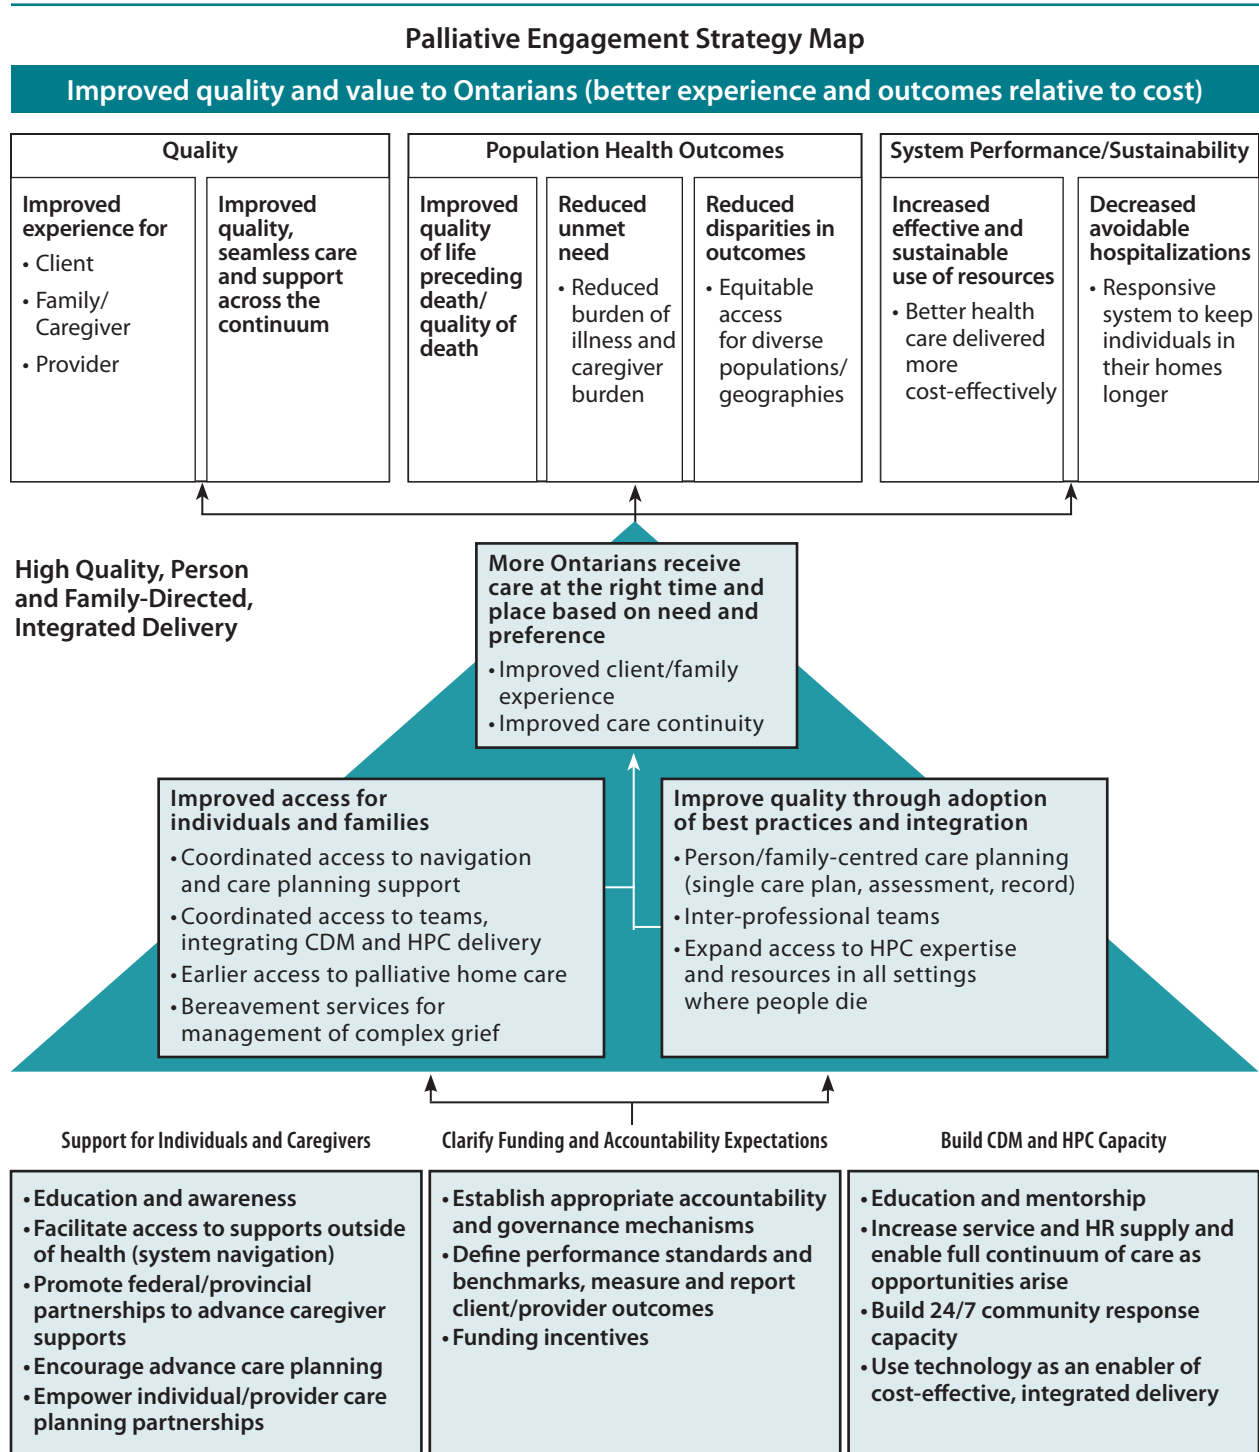 Palliative Engagement Strategy Map
Improved quality and value to Ontarians (better experience and outcomes relative to cost)
Quality
Improved
experience for
• Client
• Family/
Caregiver
• Provider
Improved
quality,
seamless care
and support
across the
continuum
Population Health Outcomes
Improved
quality
of life
preceding
death/
quality of
death
Reduced
unmet
need
• Reduced
burden of
illness and
caregiver
burden
Reduced
disparities in
outcomes
• Equitable
access
for diverse
populations/
geographies
System Performance/Sustainability
Increased
effective and
sustainable
use of resources
• Better health
care delivered
more
cost-effectively
Decreased
avoidable
hospitalizations
• Responsive
system to keep
individuals in
their homes
longer
High Quality, Person
and Family-Directed,
Integrated Delivery
More Ontarians receive
care at the right time and
place based on need and
preference
• Improved client/family
experience
• Improved care continuity
Improved access for
individuals and families
• Coordinated access to navigation
and care planning support
• Coordinated access to teams,
integrating CDM and HPC delivery
• Earlier access to palliative home care
• Bereavement services for
management of complex grief
Improve quality through adoption
of best practices and integration
• Person/family-centred care planning
(single care plan, assessment, record)
• Inter-professional teams
• Expand access to HPC expertise
and resources in all settings
where people die
Support for Individuals and Caregivers
• Education and awareness
• Facilitate access to supports outside
of health (system navigation)
• Promote federal/provincial
partnerships to advance caregiver
supports
• Encourage advance care planning
• Empower individual/provider care
planning partnerships
Clarify Funding and Accountability Expectations
• Establish appropriate accountability
and governance mechanisms
• Define performance standards and
benchmarks, measure and report
client/provider outcomes
• Funding incentives
Build CDM and HPC Capacity
• Education and mentorship
• Increase service and HR supply and
enable full continuum of care as
opportunities arise
• Build 24/7 community response
capacity
• Use technology as an enabler of
cost-effective, integrated delivery